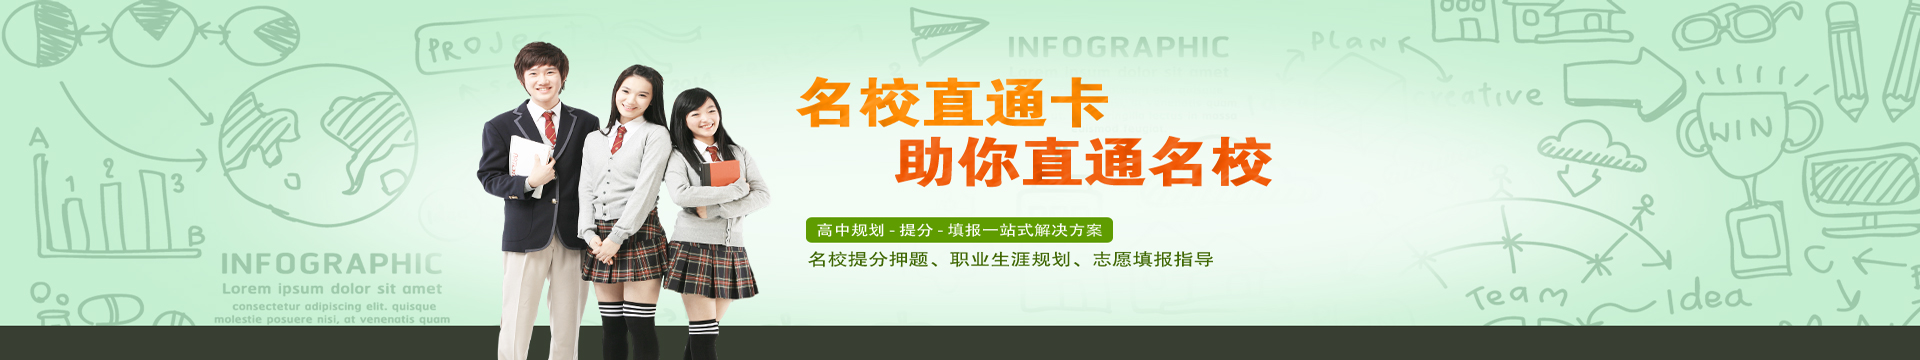 名校直通卡
助你直通名校
高中规划 - 提分 - 填报一站式解决方案
名校提分押题、职业生涯规划、志愿填报指导
INFOGRAPHIC
Lorem ipsum dolor sit amet
consectetur adipiscing elit. quisque
molestie posuere nisi, at venenatis quam
A
1
2
3
B
INFOGRAPHIC
PLAN
WIN
Team
Idea